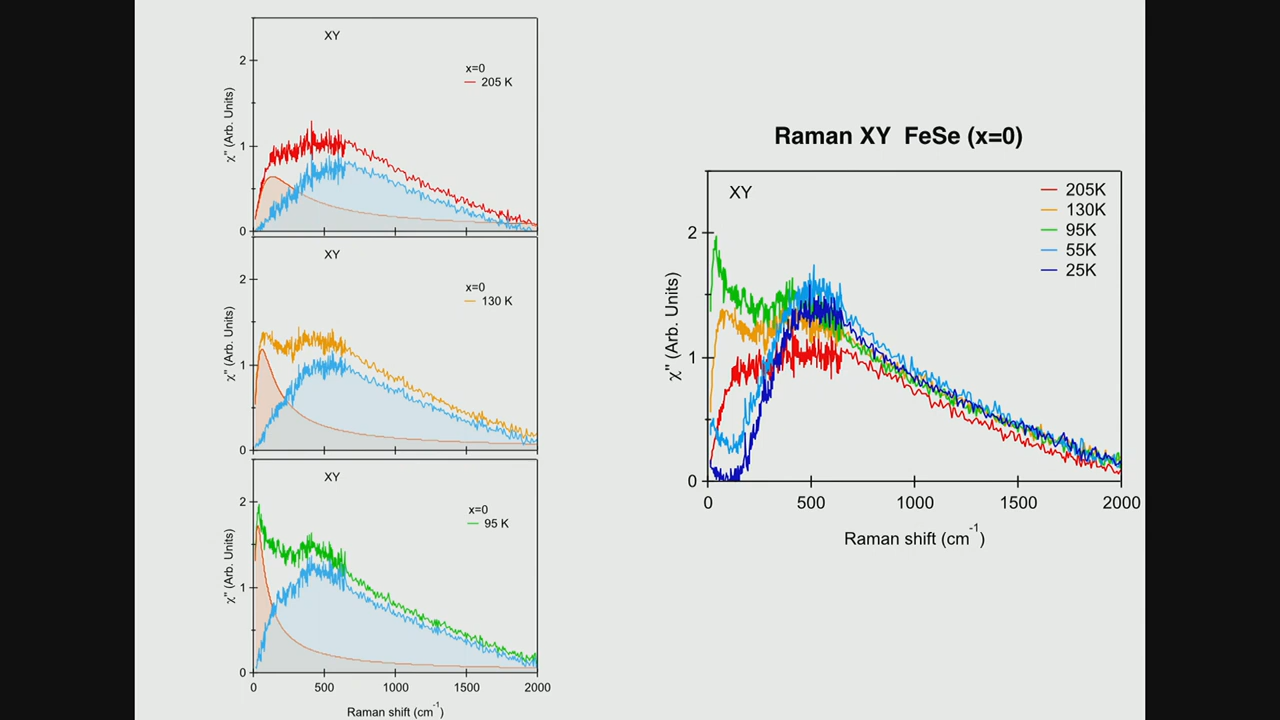 XY
2
x=0
205 K
1
χ" (Arb. Units)
0
XY
2
x=0
130 K
1
χ" (Arb. Units)
0
XY
2
x=0
95 K
1
χ" (Arb. Units)
0
0 500 1000 1500 2000
Raman shift (cm-1)
Raman XY FeSe (x=0)
XY
205K
130K
95K
55K
25K
2
1
0
χ" (Arb. Units)
0 500 1000 1500 2000
Raman shift (cm-1)